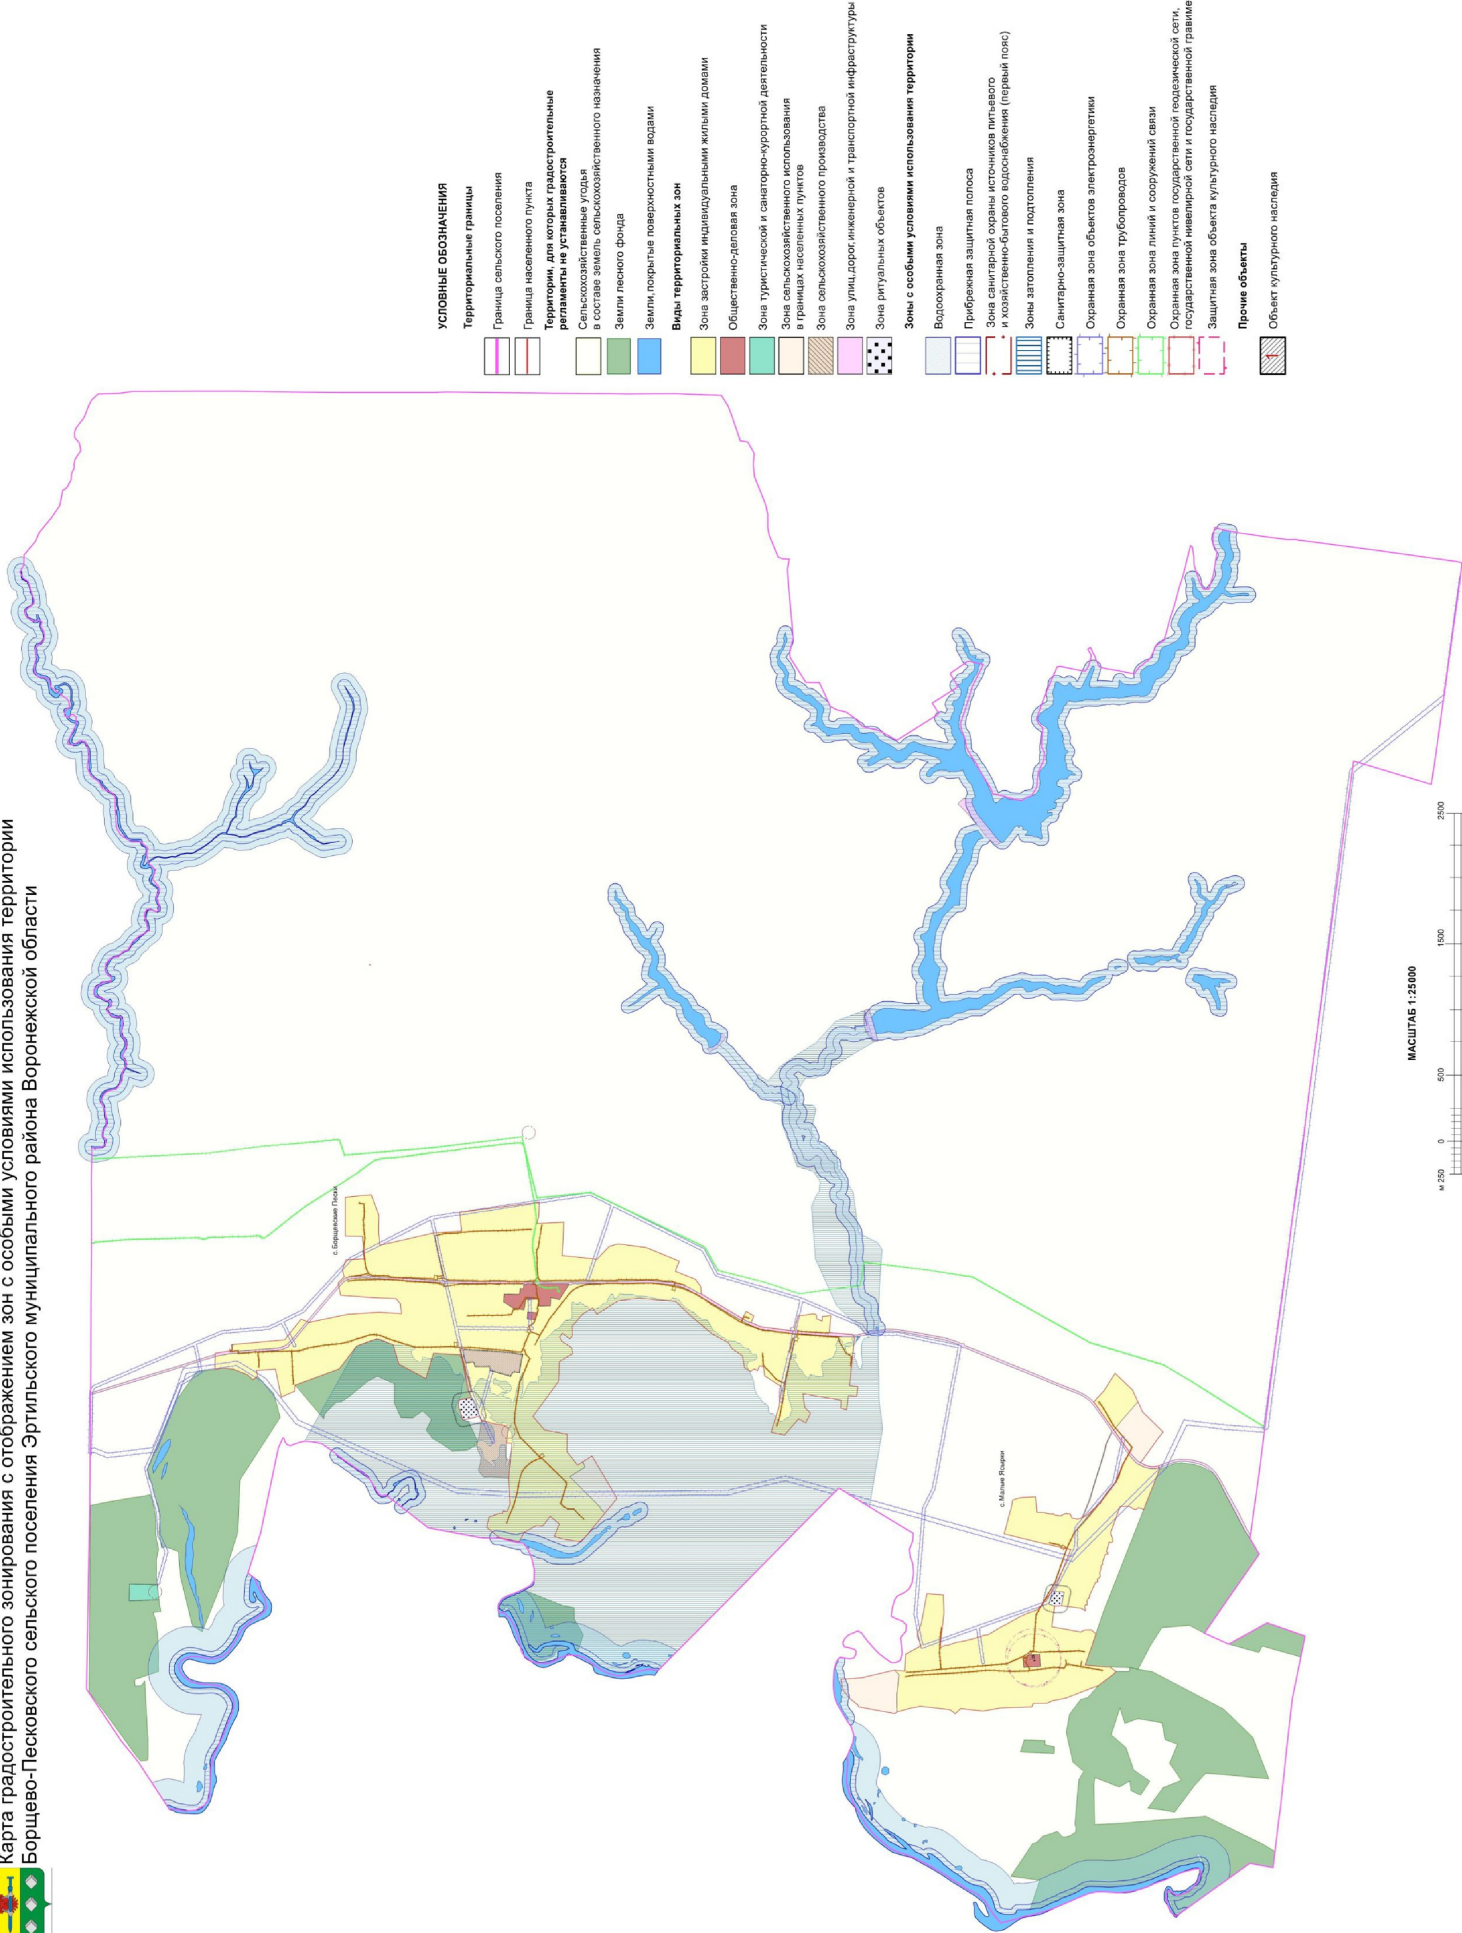 Карта градостроительного зонирования с отображением зон с особыми условиями использования территории
Борщево-Песковского сельского поселения Эртильского муниципального района Воронежской области
УСЛОВНЫЕ ОБОЗНАЧЕНИЯ
Территориальные границы
Граница сельского поселения
Граница населенного пункта
Территории, для которых градостроительные
регламенты не устанавливаются
Сельскохозяйственные угодья
в составе земель сельскохозяйственного назначения
Земли лесного фонда
Земли, покрытые поверхностными водами
Виды территориальных зон
Зона застройки индивидуальными жилыми домами
Общественно-деловая зона
Зона туристической и санаторно-курортной деятельности
Зона сельскохозяйственного использования
в границах населенных пунктов
Зона сельскохозяйственного производства
Зона улиц, дорог, инженерной и транспортной инфраструктуры
Зона ритуальных объектов
Зоны с особыми условиями использования территории
Водоохранная зона
Прибрежная защитная полоса
Зона санитарной охраны источников питьевого
и хозяйственно-бытового водоснабжения (первый пояс)
Зоны затопления и подтопления
Санитарно-защитная зона
Охранная зона объектов электроэнергетики
Охранная зона трубопроводов
Охранная зона линий и сооружений связи
Охранная зона пунктов государственной геодезической сети,
государственной нивелирной сети и государственной гравиме
Защитная зона объекта культурного наследия
Прочие объекты
1
Объект культурного наследия
с. Борщевские Пески
с. Малые Ясырки
МАСШТАБ 1:25000
м 250 0 500 1500 2500